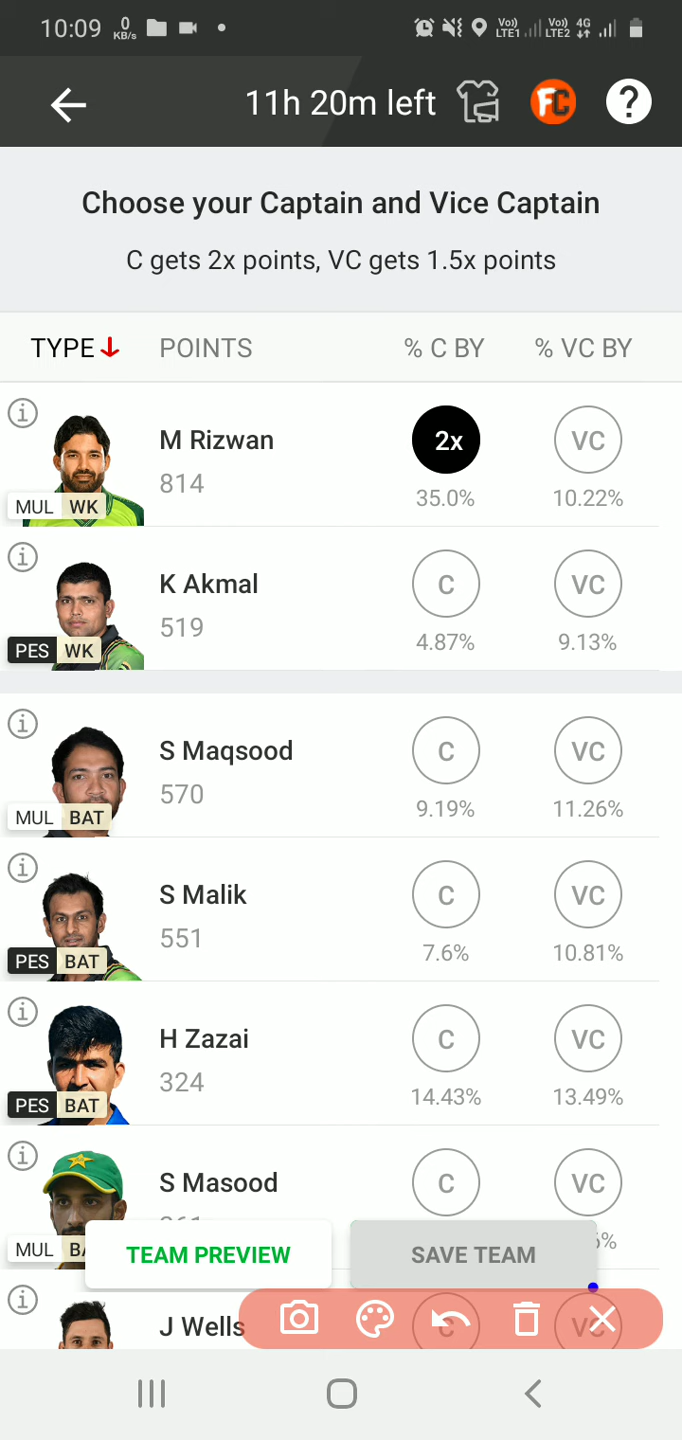 10:09 0 KB/s Vo)) LTE1 Vo)) LTE2 4G
11h 20m left FC ?
Choose your Captain and Vice Captain
C gets 2x points, VC gets 1.5x points
TYPE POINTS % C BY % VC BY
M Rizwan 2x VC
814 35.0% 10.22%
MUL WK
K Akmal C VC
519 4.87% 9.13%
PES WK
S Maqsood C VC
570 9.19% 11.26%
MUL BAT
S Malik C VC
551 7.6% 10.81%
PES BAT
H Zazai C VC
324 14.43% 13.49%
PES BAT
S Masood C VC
MUL
TEAM PREVIEW SAVE TEAM
J Wells C VC